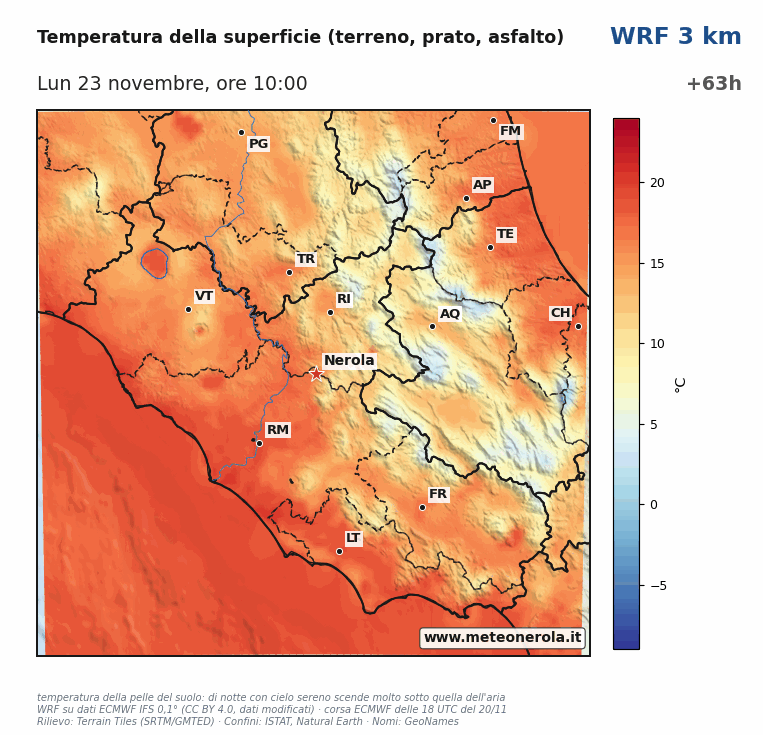 Temperatura della superficie (terreno, prato, asfalto)
WRF 3 km
Lun 23 novembre, ore 10:00
+63h
FM
PG
AP
TE
TR
VT
RI
AQ
CH
Nerola
RM
FR
LT
www.meteonerola.it
20
15
10
5
0
−5
°C
temperatura della pelle del suolo: di notte con cielo sereno scende molto sotto quella dell'aria
WRF su dati ECMWF IFS 0,1° (CC BY 4.0, dati modificati) · corsa ECMWF delle 18 UTC del 20/11
Rilievo: Terrain Tiles (SRTM/GMTED) · Confini: ISTAT, Natural Earth · Nomi: GeoNames